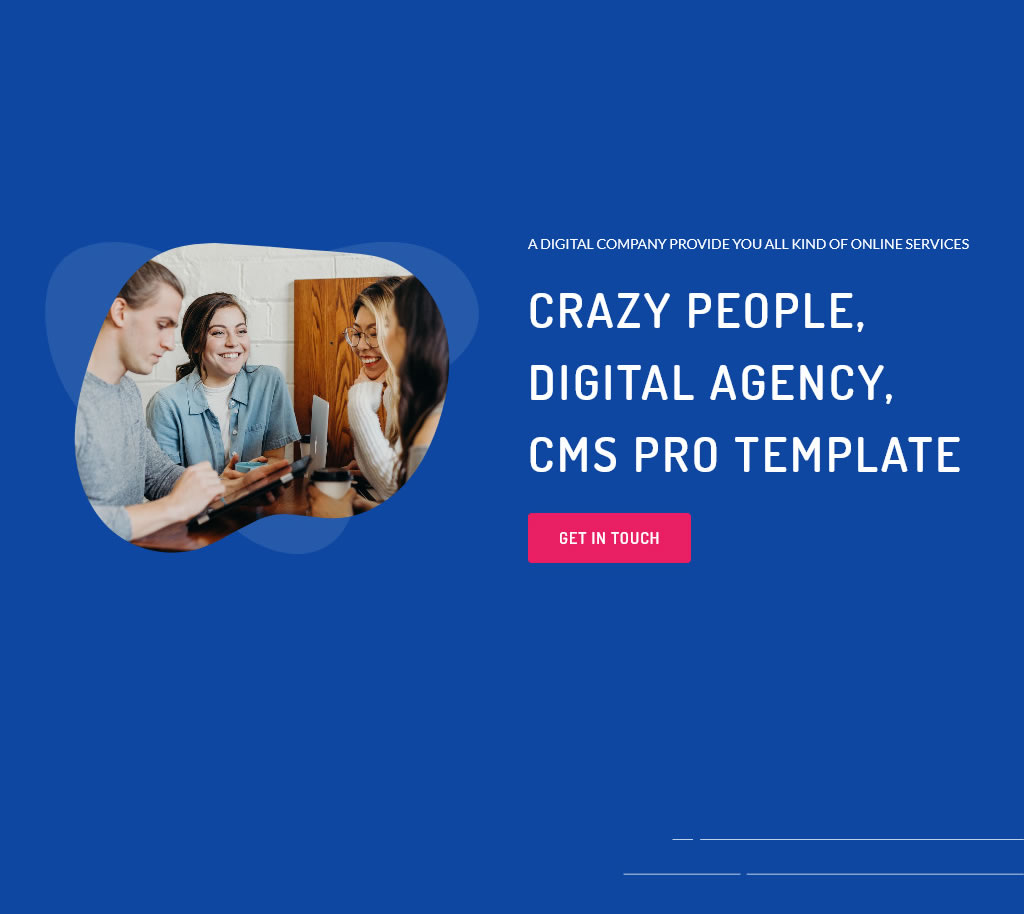 A DIGITAL COMPANY PROVIDE YOU ALL KIND OF ONLINE SERVICES
CRAZY PEOPLE,
DIGITAL AGENCY,
CMS PRO TEMPLATE
GET IN TOUCH